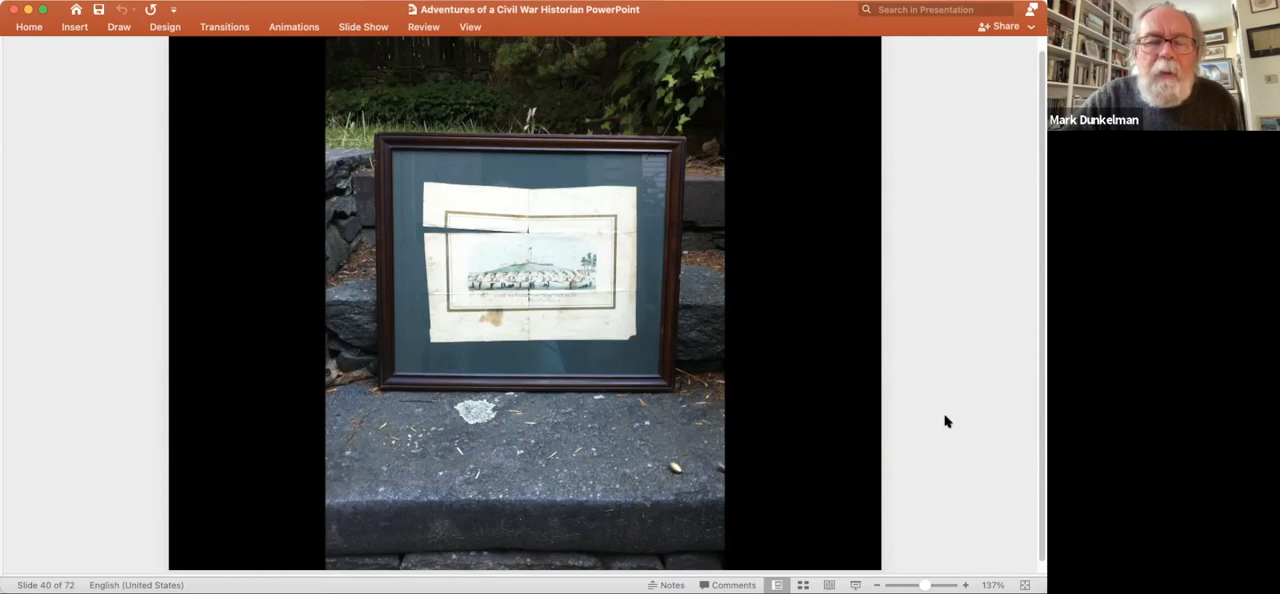 Adventures of a Civil War Historian PowerPoint
Search in Presentation
Home Insert Draw Design Transitions Animations Slide Show Review View
Share
Mark Dunkelman
Slide 40 of 72
English (United States)
Notes
Comments
137%